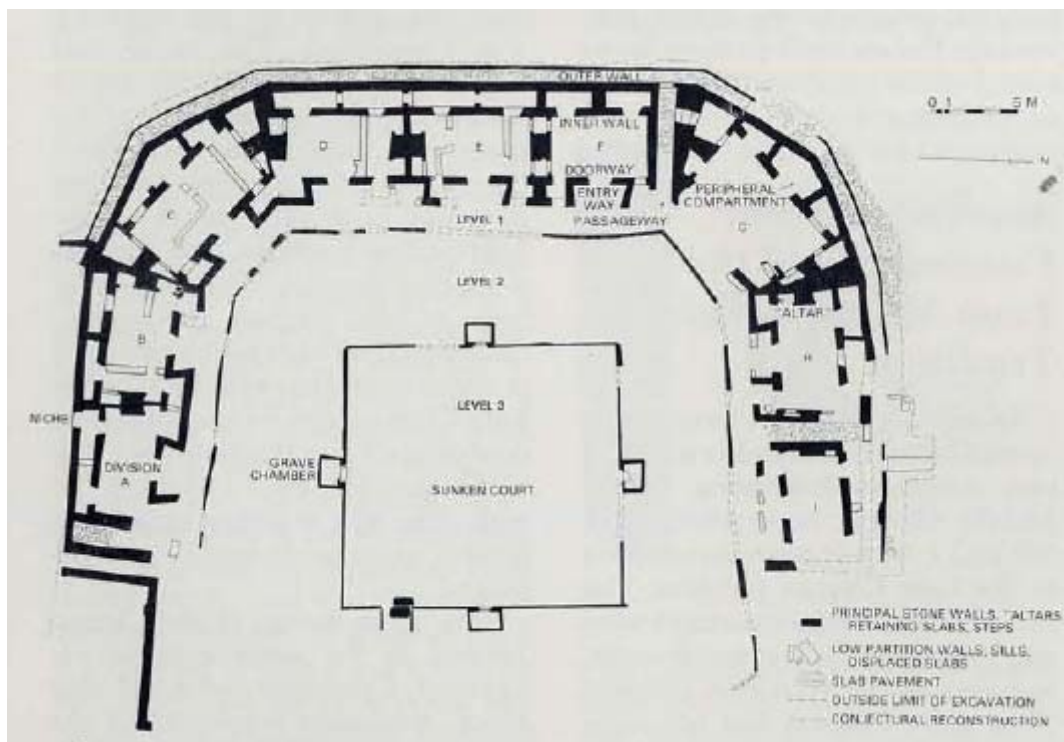 OUTER WALL
0 1 5 M
INNER WALL
D
E
F
N
DOORWAY
ENTRY
WAY
PERIPHERAL
COMPARTMENT
C
LEVEL 1
PASSAGEWAY
G
LEVEL 2
"ALTAR"
B
H
LEVEL 3
NICHE
GRAVE
CHAMBER
DIVISION
A
SUNKEN COURT
I
PRINCIPAL STONE WALLS, "ALTARS"
RETAINING SLABS, STEPS
LOW PARTITION WALLS, SILLS,
DISPLACED SLABS
SLAB PAVEMENT
OUTSIDE LIMIT OF EXCAVATION
CONJECTURAL RECONSTRUCTION